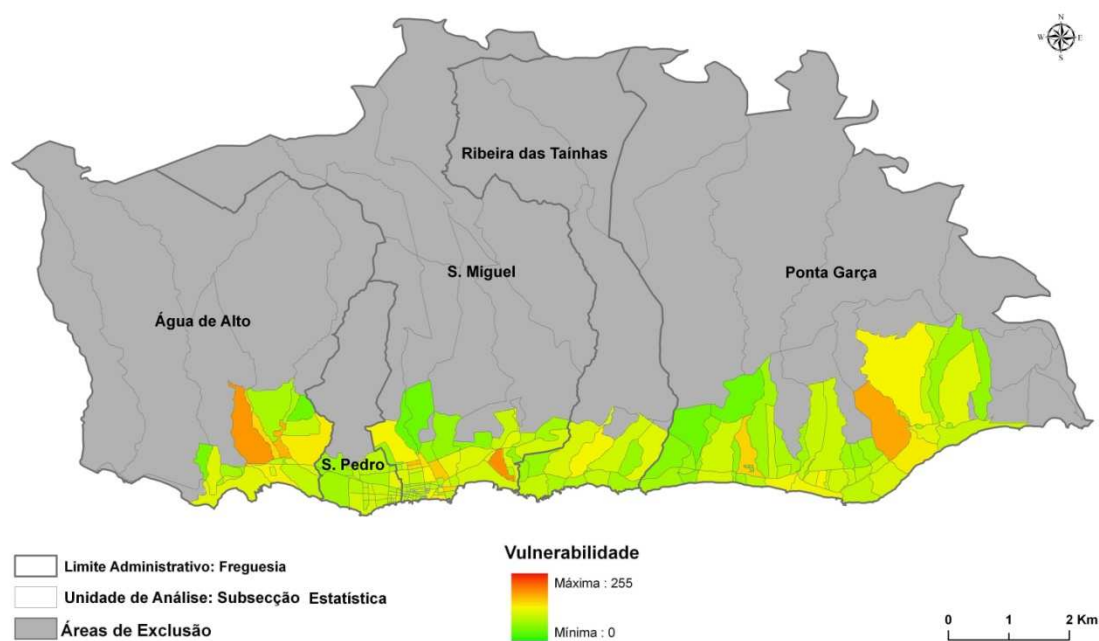 N
W E
S
Ribeira das Taínhas
S. Miguel
Ponta Garça
Água de Alto
S. Pedro
Limite Administrativo: Freguesia
Unidade de Análise: Subsecção Estatística
Áreas de Exclusão
Vulnerabilidade
Máxima : 255
Mínima : 0
0 1 2 Km